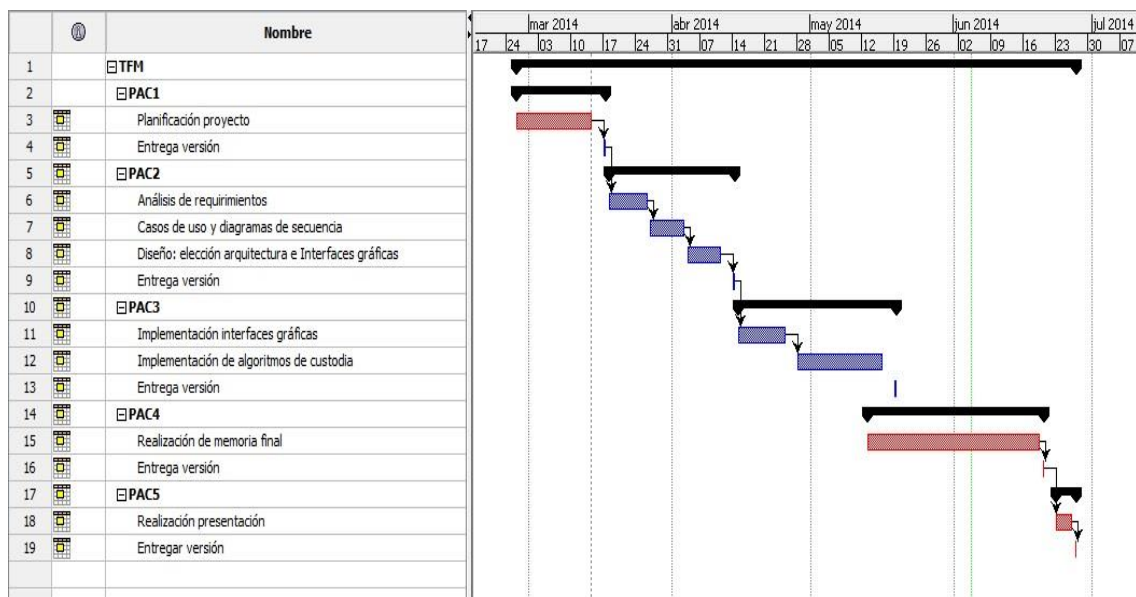 Nombre
mar 2014 abr 2014 may 2014 jun 2014 jul 2014
17 24 03 10 17 24 31 07 14 21 28 05 12 19 26 02 09 16 23 30 07
1 TFM
2 PAC1
3 Planificación proyecto
4 Entrega versión
5 PAC2
6 Análisis de requirimientos
7 Casos de uso y diagramas de secuencia
8 Diseño: elección arquitectura e Interfaces gráficas
9 Entrega versión
10 PAC3
11 Implementación interfaces gráficas
12 Implementación de algoritmos de custodia
13 Entrega versión
14 PAC4
15 Realización de memoria final
16 Entrega versión
17 PAC5
18 Realización presentación
19 Entregar versión